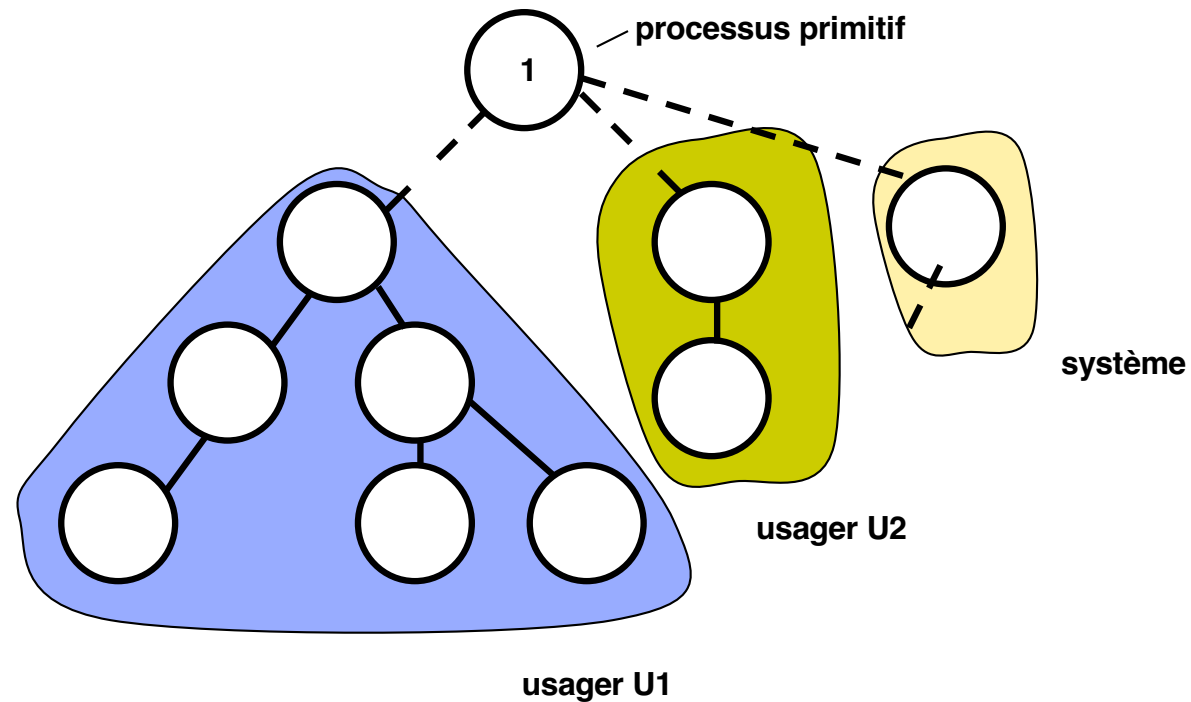 processus primitif
1
système
usager U2
usager U1